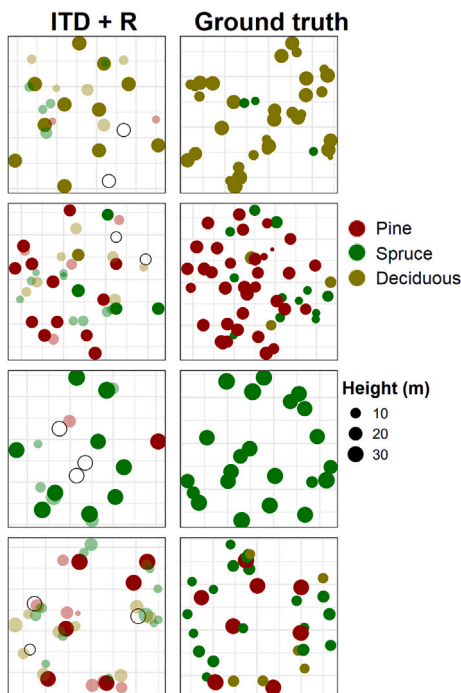 ITD + R
Ground truth
Pine
Spruce
Deciduous
Height (m)
10
20
30